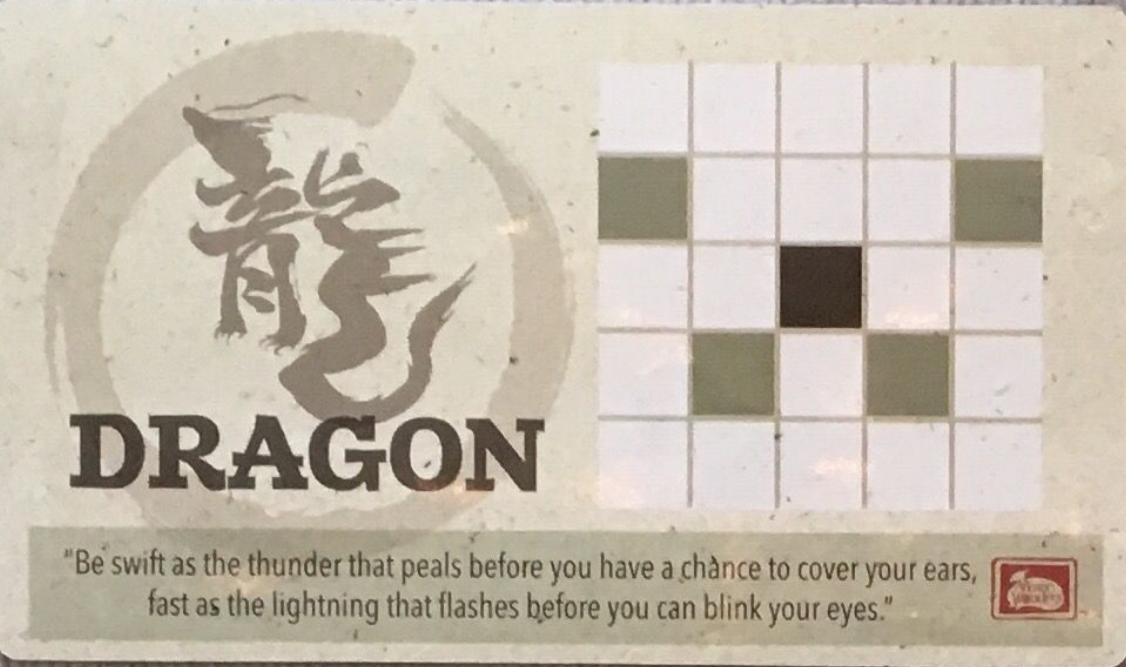 龍
DRAGON
"Be swift as the thunder that peals before you have a chance to cover your ears,
fast as the lightning that flashes before you can blink your eyes."